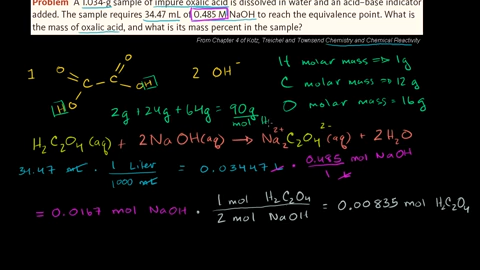 Problem A 1.034-g sample of impure oxalic acid is dissolved in water and an acid–base indicator
added. The sample requires 34.47 mL of 0.485 M NaOH to reach the equivalence point. What is
the mass of oxalic acid, and what is its mass percent in the sample?
From Chapter 4 of Kotz, Treichel and Townsend Chemistry and Chemical Reactivity
1 O O C C O OH H O 2 OH⁻
H molar mass ⇒ 1g
C molar mass ⇒ 12 g
O molar mass = 16g
2g + 24g + 64g = 90g/mol
H₂C₂O₄ (aq) + 2NaOH(aq) → Na₂C₂O₄ (aq) + 2H₂O
34.47 mL · 1 Liter / 1000 mL = 0.03447 L · 0.485 mol NaOH / 1 L
= 0.0167 mol NaOH · 1 mol H₂C₂O₄ / 2 mol NaOH = 0.00835 mol H₂C₂O₄